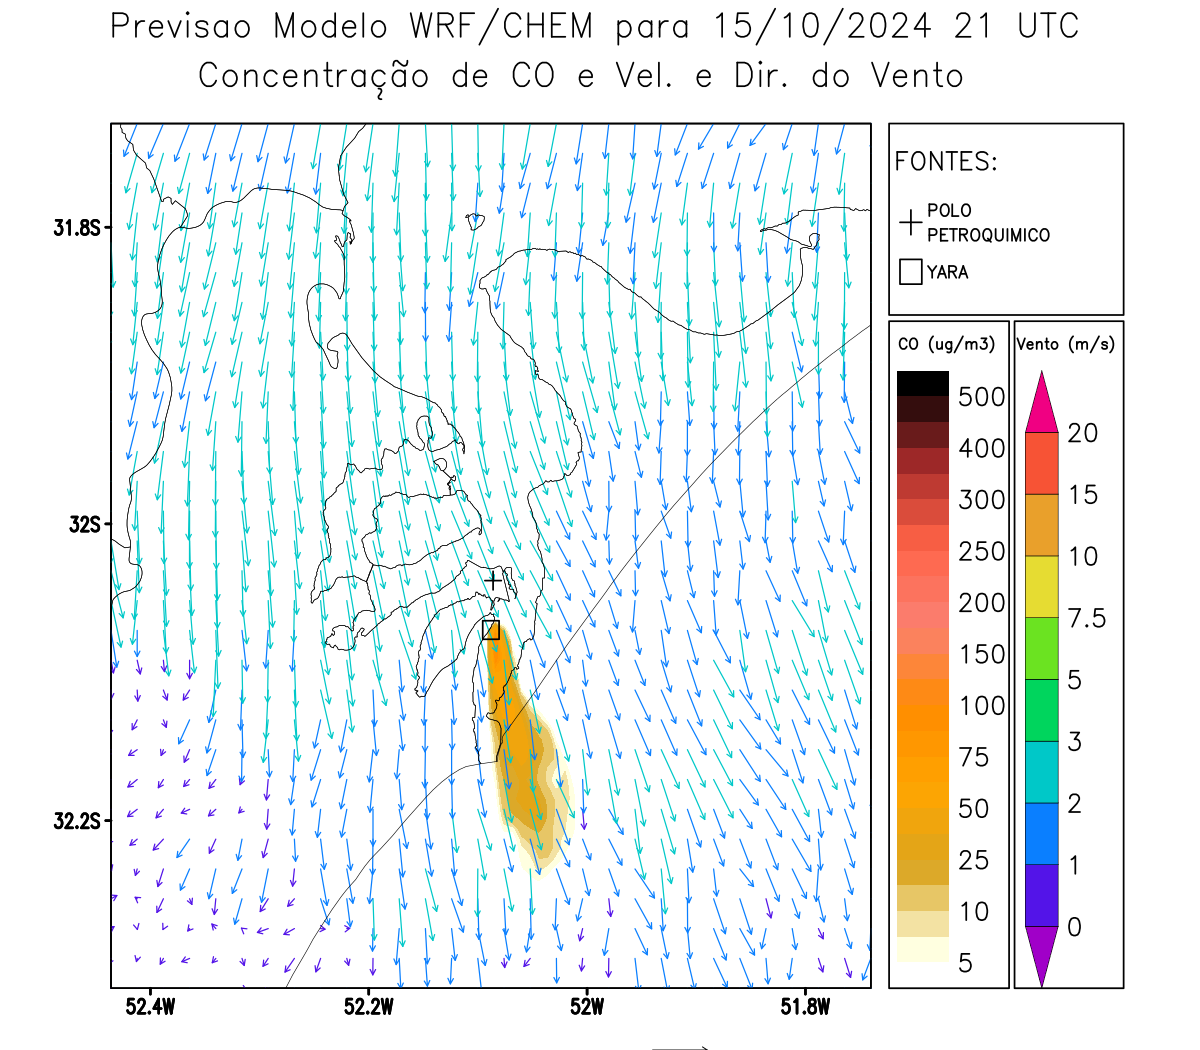 Previsao Modelo WRF/CHEM para 15/10/2024 21 UTC
Concentração de CO e Vel. e Dir. do Vento
FONTES:
POLO
PETROQUIMICO
YARA
31.8S
32S
32.2S
52.4W
52.2W
52W
51.8W
CO (ug/m3)
500
400
300
250
200
150
100
75
50
25
10
5
Vento (m/s)
20
15
10
7.5
5
3
2
1
0